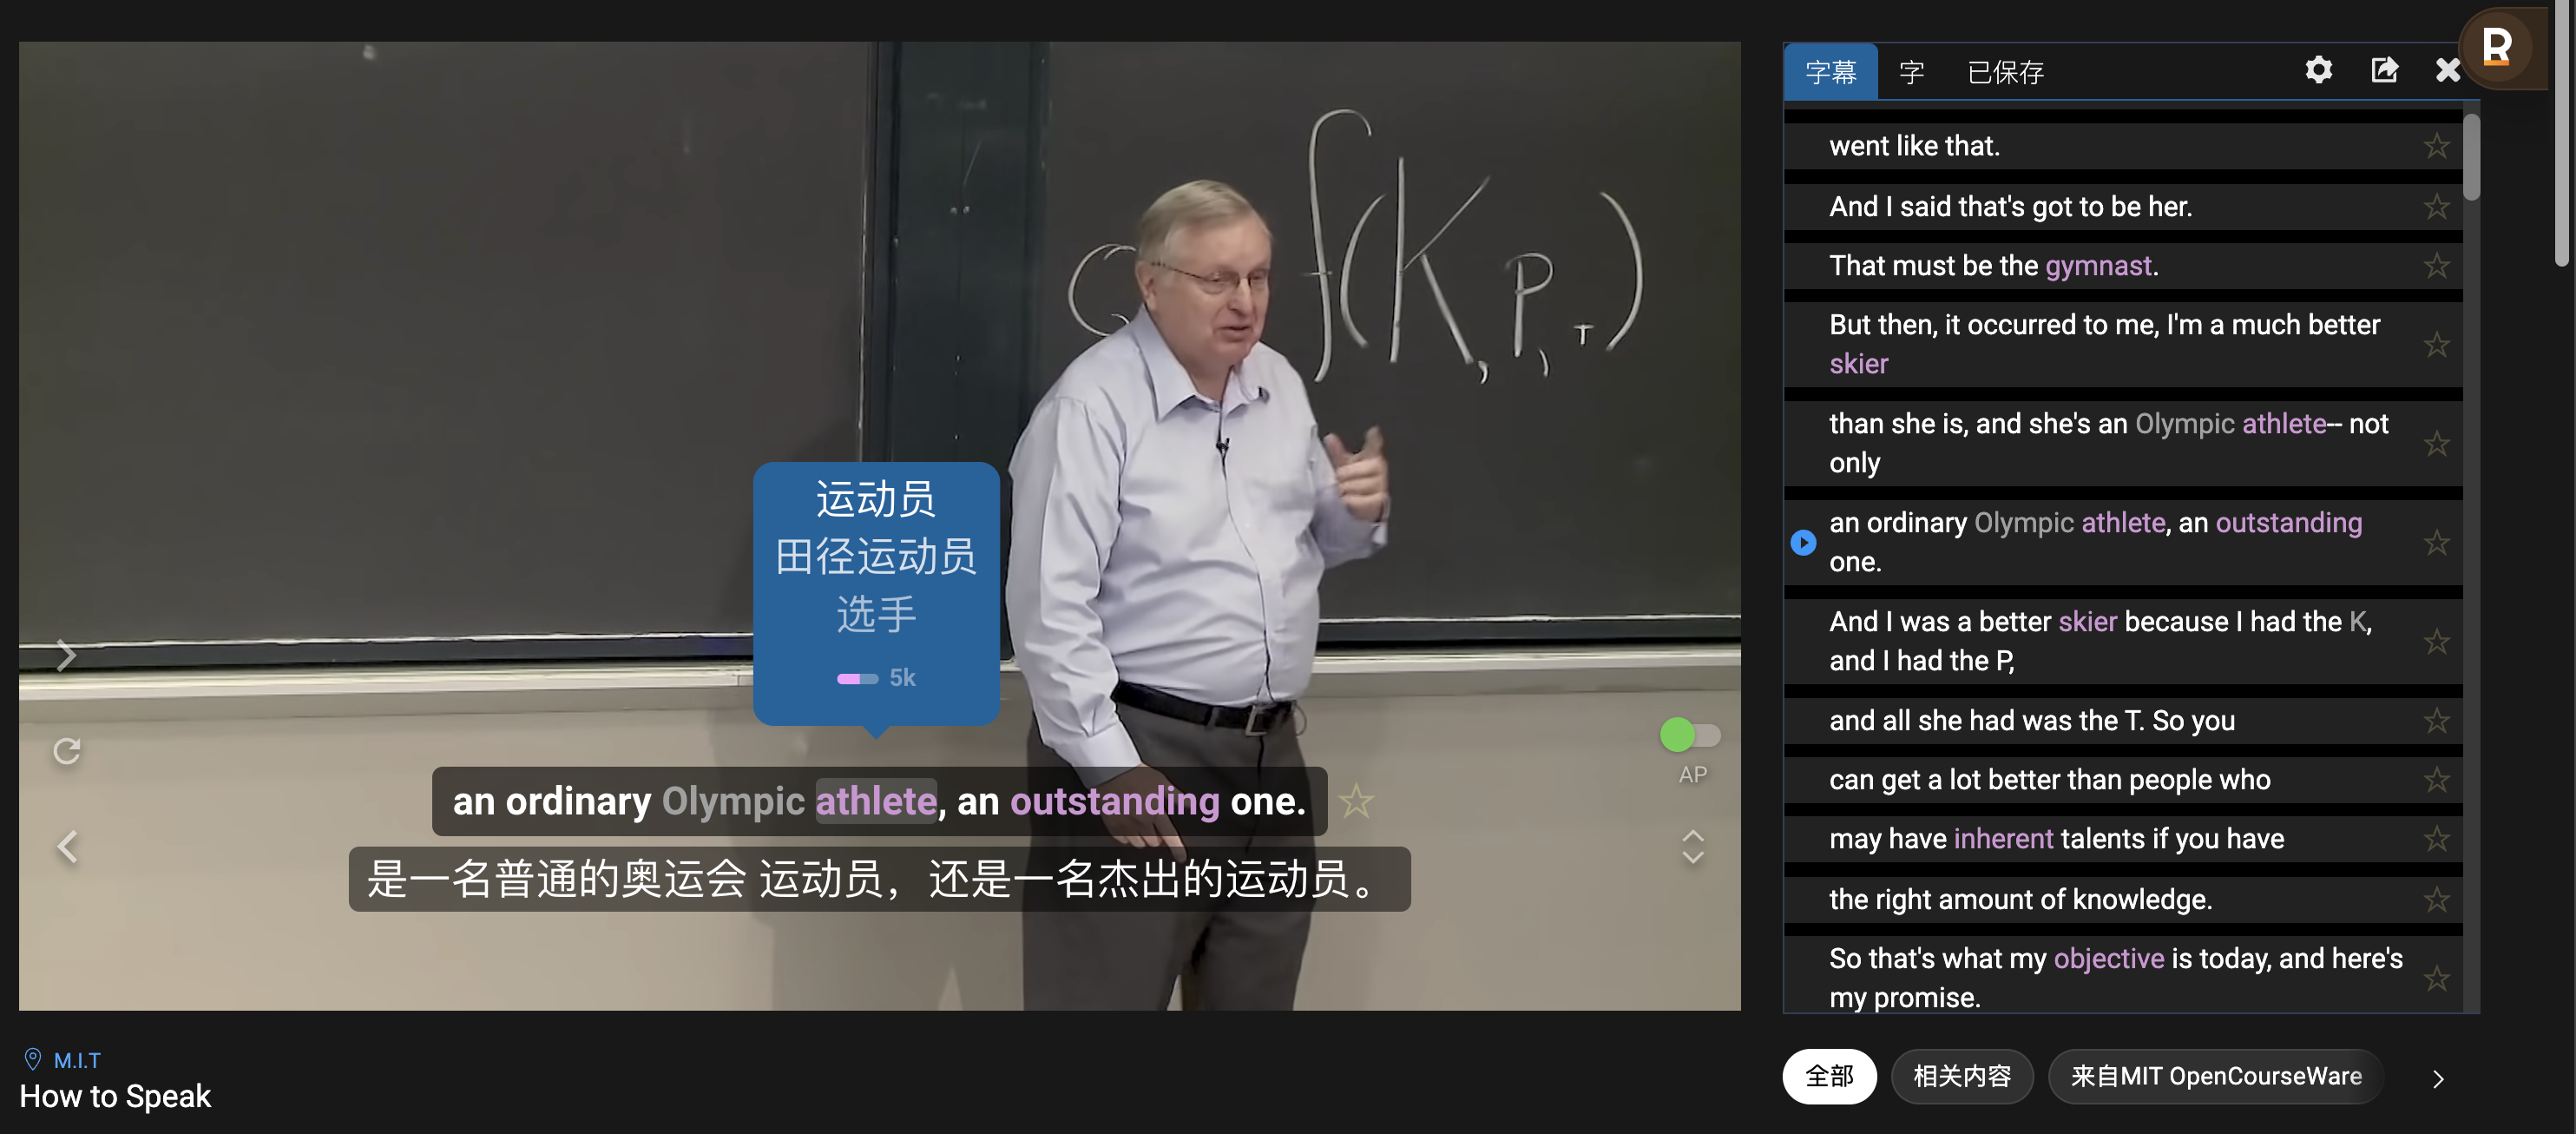 C f(K, P, T)
运动员
田径运动员
选手
5k
AP
an ordinary Olympic athlete, an outstanding one.
是一名普通的奥运会 运动员，还是一名杰出的运动员。
M.I.T
How to Speak
字幕 字 已保存
R
went like that.
And I said that's got to be her.
That must be the gymnast.
But then, it occurred to me, I'm a much better
skier
than she is, and she's an Olympic athlete-- not
only
an ordinary Olympic athlete, an outstanding
one.
And I was a better skier because I had the K,
and I had the P,
and all she had was the T. So you
can get a lot better than people who
may have inherent talents if you have
the right amount of knowledge.
So that's what my objective is today, and here's
my promise.
全部 相关内容 来自MIT OpenCourseWare